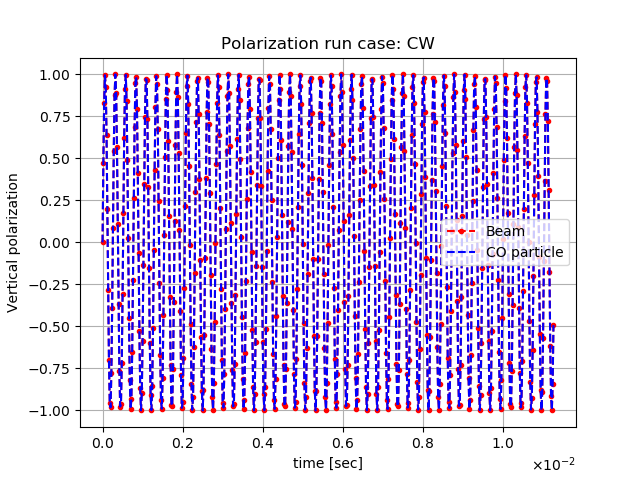 Polarization run case: CW
Vertical polarization
1.00
0.75
0.50
0.25
0.00
−0.25
−0.50
−0.75
−1.00
Beam
CO particle
0.0 0.2 0.4 0.6 0.8 1.0
time [sec]
×10⁻²